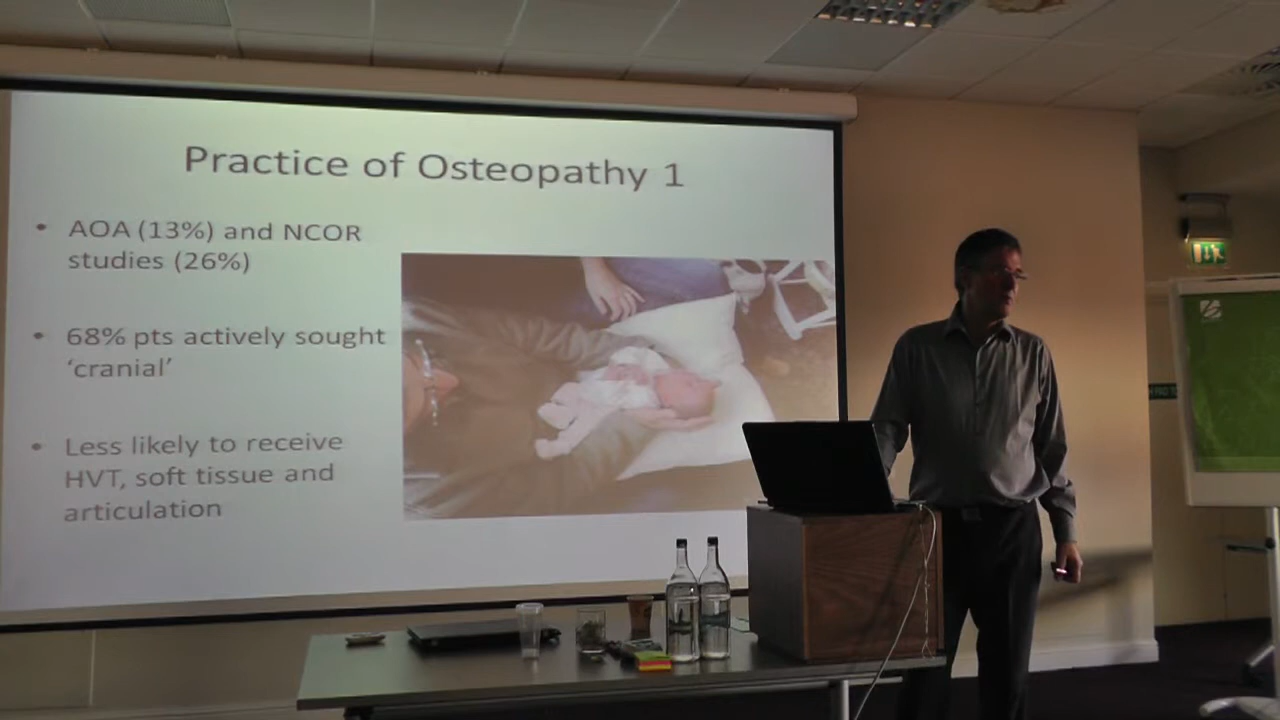 Practice of Osteopathy 1
• AOA (13%) and NCOR
studies (26%)
• 68% pts actively sought
‘cranial’
• Less likely to receive
HVT, soft tissue and
articulation